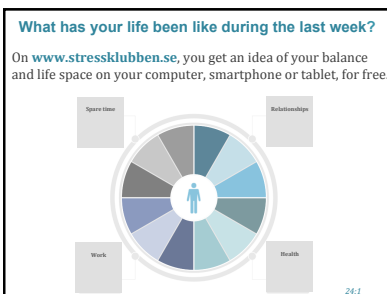 What has your life been like during the last week?
On www.stressklubben.se, you get an idea of your balance
and life space on your computer, smartphone or tablet, for free.
Spare time
Relationships
Work
Health
24:1